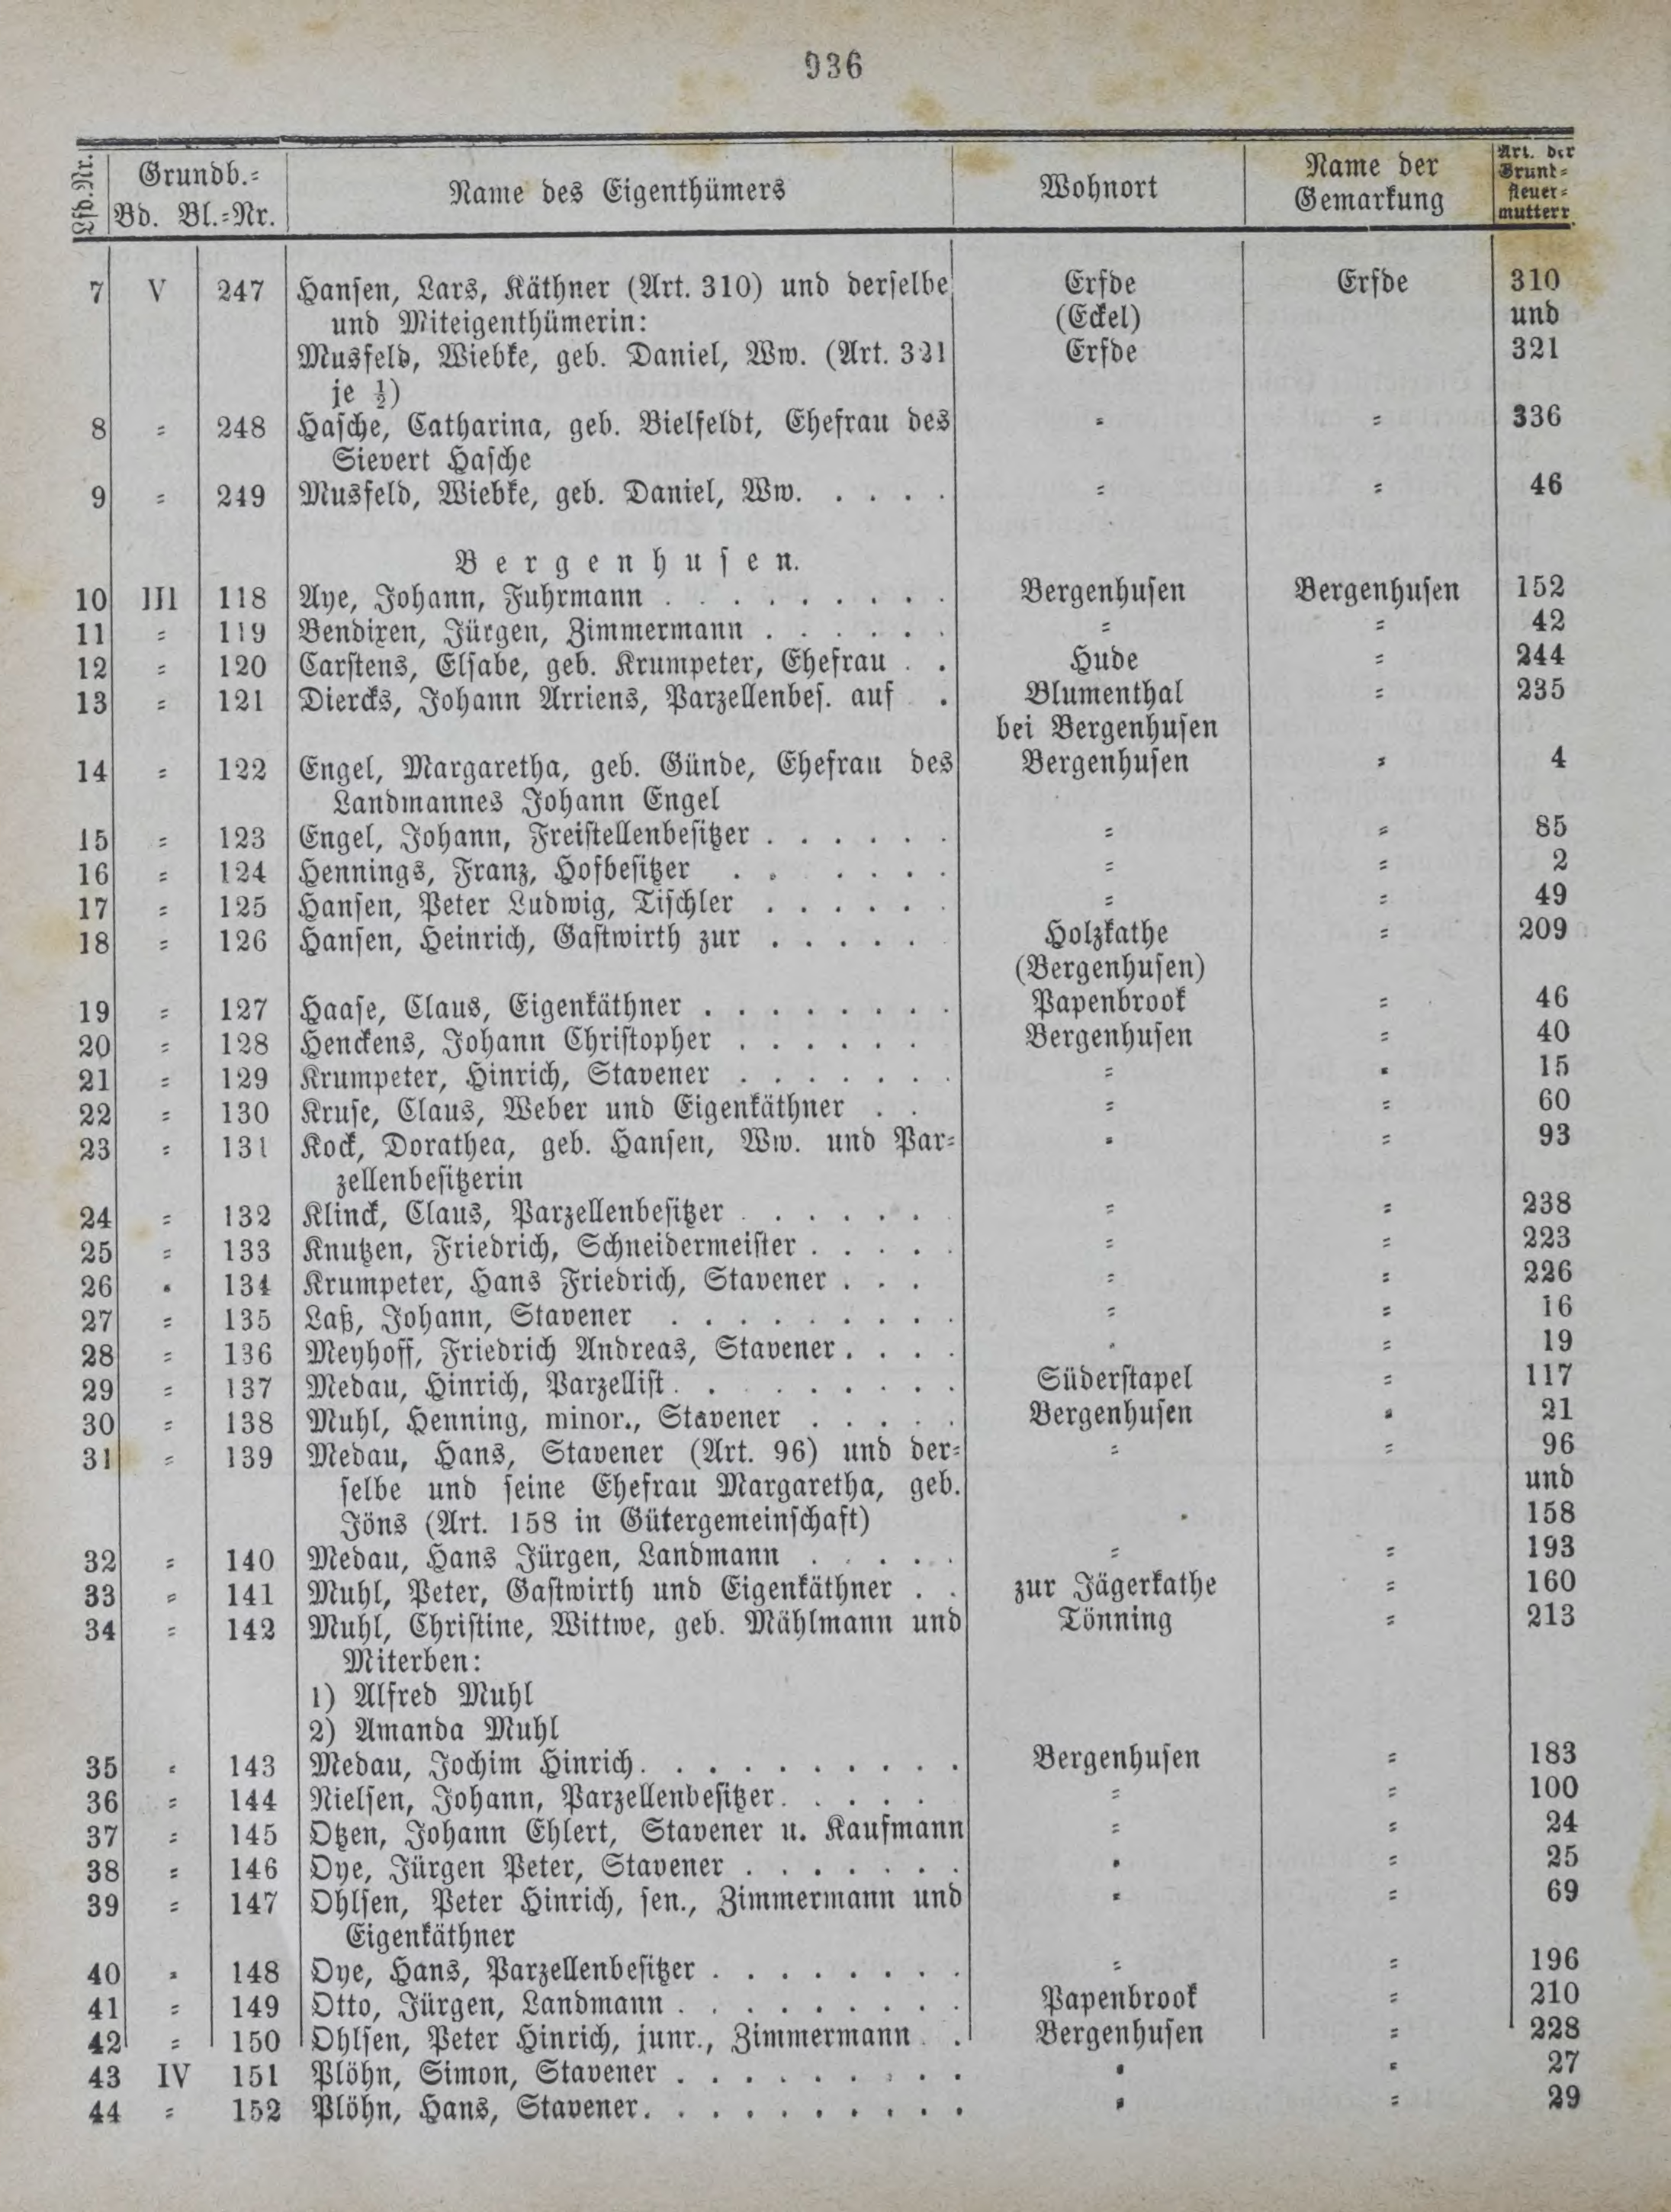 936
Lfd.Nr. Grundb.= Bd. Bl.=Nr. Name des Eigenthümers Wohnort Name der Gemarkung Art. der Grund= steuer= mutterr.
7 V 247 Hansen, Lars, Käthner (Art. 310) und derselbe Erfde Erfde 310
und Miteigenthümerin: (Eckel) und
Musfeld, Wiebke, geb. Daniel, Ww. (Art. 321 Erfde 321
je ½)
8 = 248 Hasche, Catharina, geb. Bielfeldt, Ehefrau des = = 336
Sievert Hasche
9 = 249 Musfeld, Wiebke, geb. Daniel, Ww. . . . . = = 46
Bergenhusen.
10 III 118 Aye, Johann, Fuhrmann . . . . . . . . . Bergenhusen Bergenhusen 152
11 = 119 Bendixen, Jürgen, Zimmermann . . . . . . = = 42
12 = 120 Carstens, Elsabe, geb. Krumpeter, Ehefrau . . Hude = 244
13 = 121 Diercks, Johann Arriens, Parzellenbes. auf . Blumenthal = 235
bei Bergenhusen
14 = 122 Engel, Margaretha, geb. Günde, Ehefrau des Bergenhusen = 4
Landmannes Johann Engel
15 = 123 Engel, Johann, Freistellenbesitzer . . . . . . = = 85
16 = 124 Hennings, Franz, Hofbesitzer . . . . . . = = 2
17 = 125 Hansen, Peter Ludwig, Tischler . . . . . . = = 49
18 = 126 Hansen, Heinrich, Gastwirth zur . . . . . Holzkathe = 209
(Bergenhusen)
19 = 127 Haase, Claus, Eigenkäthner . . . . . . . . Papenbrook = 46
20 = 128 Henckens, Johann Christopher . . . . . . Bergenhusen = 40
21 = 129 Krumpeter, Hinrich, Stavener . . . . . . . = = 15
22 = 130 Kruse, Claus, Weber und Eigenkäthner . . = = 60
23 = 131 Kock, Dorathea, geb. Hansen, Ww. und Par= = = 93
zellenbesitzerin
24 = 132 Klinck, Claus, Parzellenbesitzer . . . . . . = = 238
25 = 133 Knutzen, Friedrich, Schneidermeister . . . . . = = 223
26 = 134 Krumpeter, Hans Friedrich, Stavener . . . = = 226
27 = 135 Laß, Johann, Stavener . . . . . . . . . = = 16
28 = 136 Meyhoff, Friedrich Andreas, Stavener . . . . = = 19
29 = 137 Medau, Hinrich, Parzellist . . . . . . . . . Süderstapel = 117
30 = 138 Muhl, Henning, minor., Stavener . . . . . Bergenhusen = 21
31 = 139 Medau, Hans, Stavener (Art. 96) und der= = = 96
selbe und seine Ehefrau Margaretha, geb. und
Jöns (Art. 158 in Gütergemeinschaft) 158
32 = 140 Medau, Hans Jürgen, Landmann . . . . . = = 193
33 = 141 Muhl, Peter, Gastwirth und Eigenkäthner . . zur Jägerkathe = 160
34 = 142 Muhl, Christine, Wittwe, geb. Mählmann und Tönning = 213
Miterben:
1) Alfred Muhl
2) Amanda Muhl
35 = 143 Medau, Jochim Hinrich . . . . . . . . . . Bergenhusen = 183
36 = 144 Nielsen, Johann, Parzellenbesitzer . . . . . = = 100
37 = 145 Otzen, Johann Ehlert, Stavener u. Kaufmann = = 24
38 = 146 Oye, Jürgen Peter, Stavener . . . . . . . = = 25
39 = 147 Ohlsen, Peter Hinrich, sen., Zimmermann und = = 69
Eigenkäthner
40 = 148 Oye, Hans, Parzellenbesitzer . . . . . . . . = = 196
41 = 149 Otto, Jürgen, Landmann . . . . . . . . . Papenbrook = 210
42 = 150 Ohlsen, Peter Hinrich, junr., Zimmermann . . Bergenhusen = 228
43 IV 151 Plöhn, Simon, Stavener . . . . . . . . . = = 27
44 = 152 Plöhn, Hans, Stavener . . . . . . . . . . = = 29